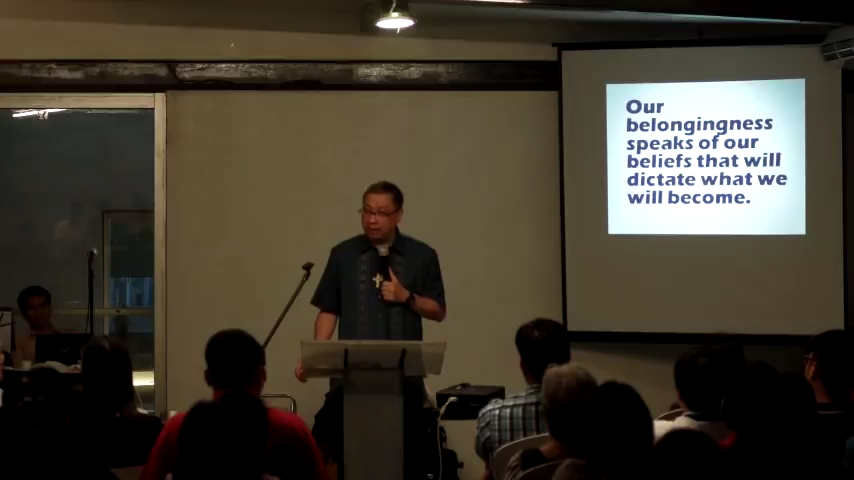 Our
belongingness
speaks of our
beliefs that will
dictate what we
will become.